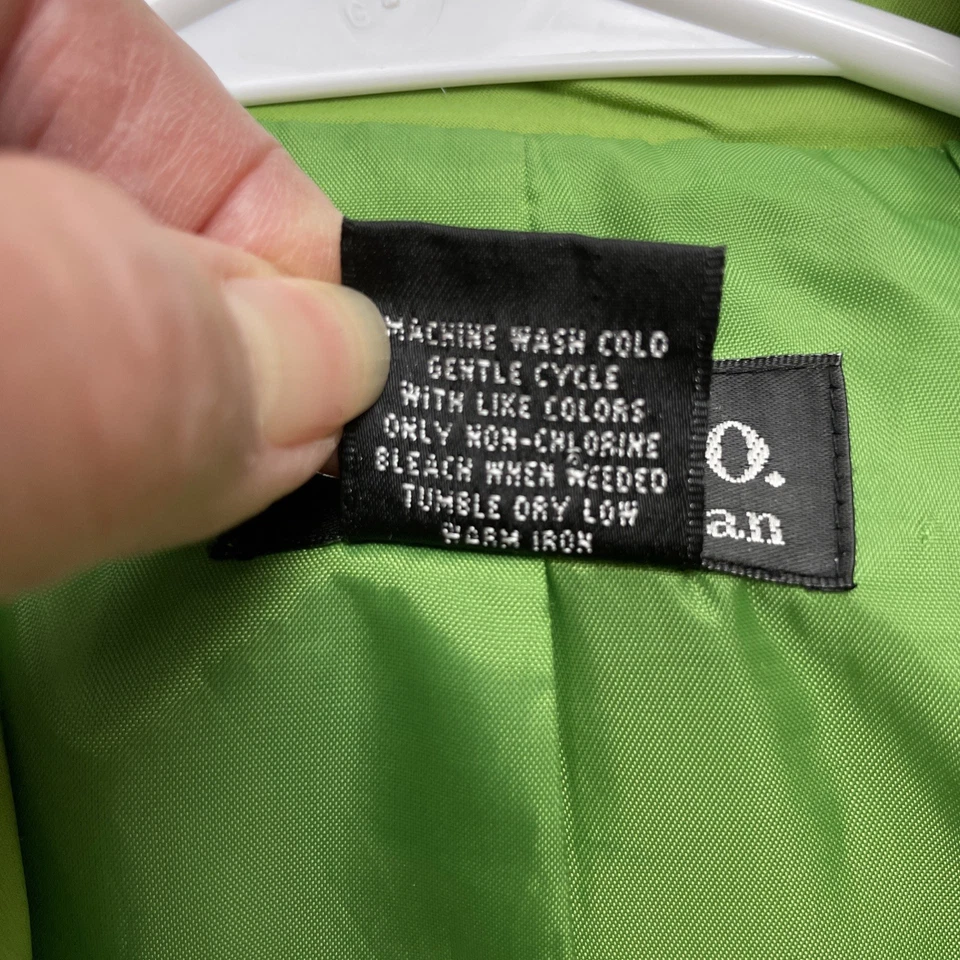 MACHINE WASH COLD
GENTLE CYCLE
WITH LIKE COLORS
ONLY NON-CHLORINE
BLEACH WHEN NEEDED
TUMBLE DRY LOW
WARM IRON
O.
an